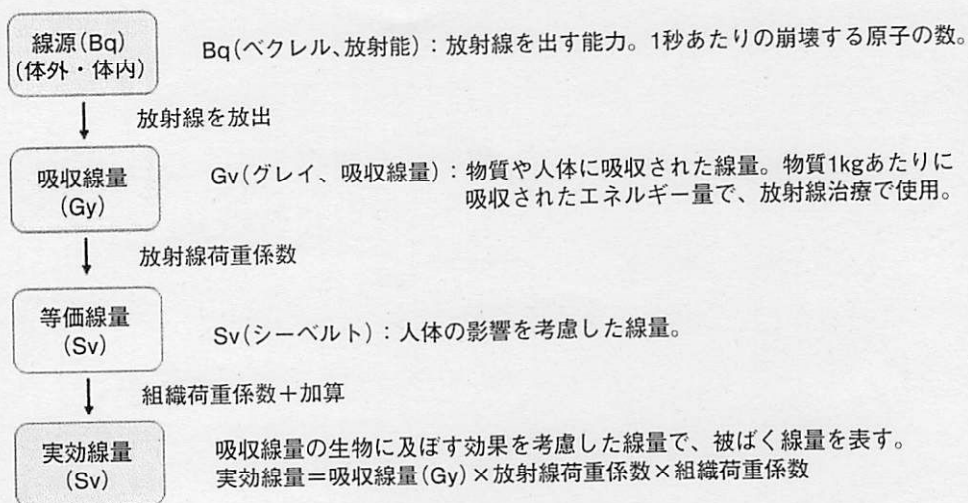 線源(Bq)
(体外・体内)
Bq(ベクレル、放射能)：放射線を出す能力。1秒あたりの崩壊する原子の数。
放射線を放出
吸収線量
(Gy)
Gv(グレイ、吸収線量)：物質や人体に吸収された線量。物質1kgあたりに
吸収されたエネルギー量で、放射線治療で使用。
放射線荷重係数
等価線量
(Sv)
Sv(シーベルト)：人体の影響を考慮した線量。
組織荷重係数＋加算
実効線量
(Sv)
吸収線量の生物に及ぼす効果を考慮した線量で、被ばく線量を表す。
実効線量＝吸収線量(Gy)×放射線荷重係数×組織荷重係数